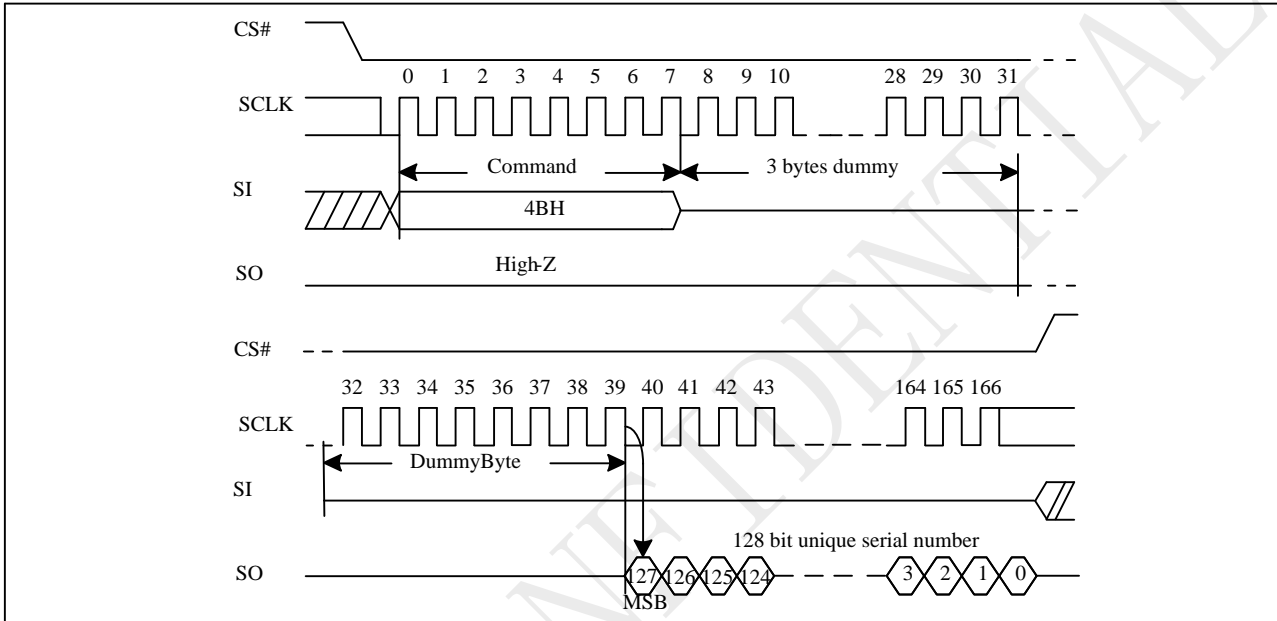 CS#
0 1 2 3 4 5 6 7 8 9 10 28 29 30 31
SCLK
Command 3 bytes dummy
SI
4BH
High-Z
SO
CS#
32 33 34 35 36 37 38 39 40 41 42 43 164 165 166
SCLK
DummyByte
SI
128 bit unique serial number
SO
127 126 125 124 3 2 1 0
MSB
NFIDENTIAL